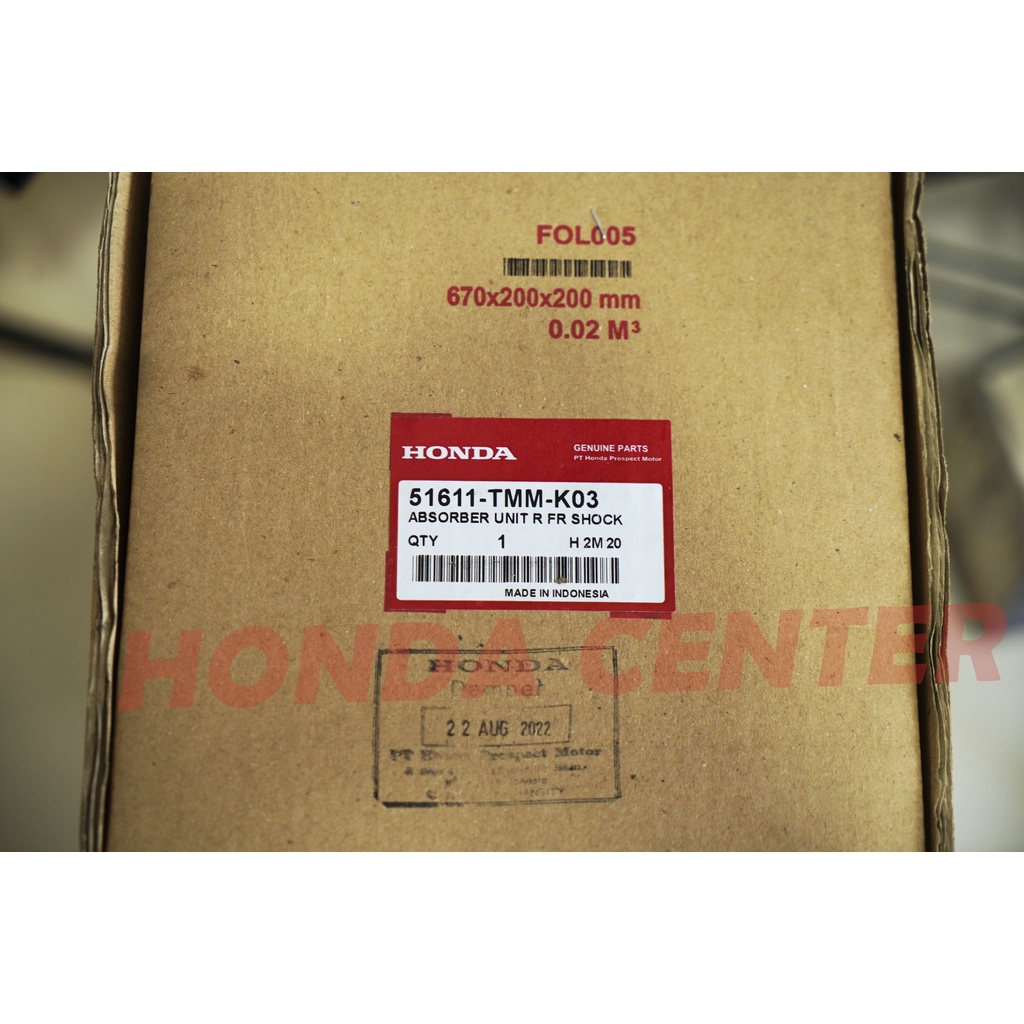 FOL005
670x200x200 mm
0.02 M³
HONDA
GENUINE PARTS
PT Honda Prospect Motor
51611-TMM-K03
ABSORBER UNIT R FR SHOCK
QTY 1 H 2M 20
MADE IN INDONESIA
HONDA CENTER
HONDA
Damper
22 AUG 2022
PT Honda Prospect Motor